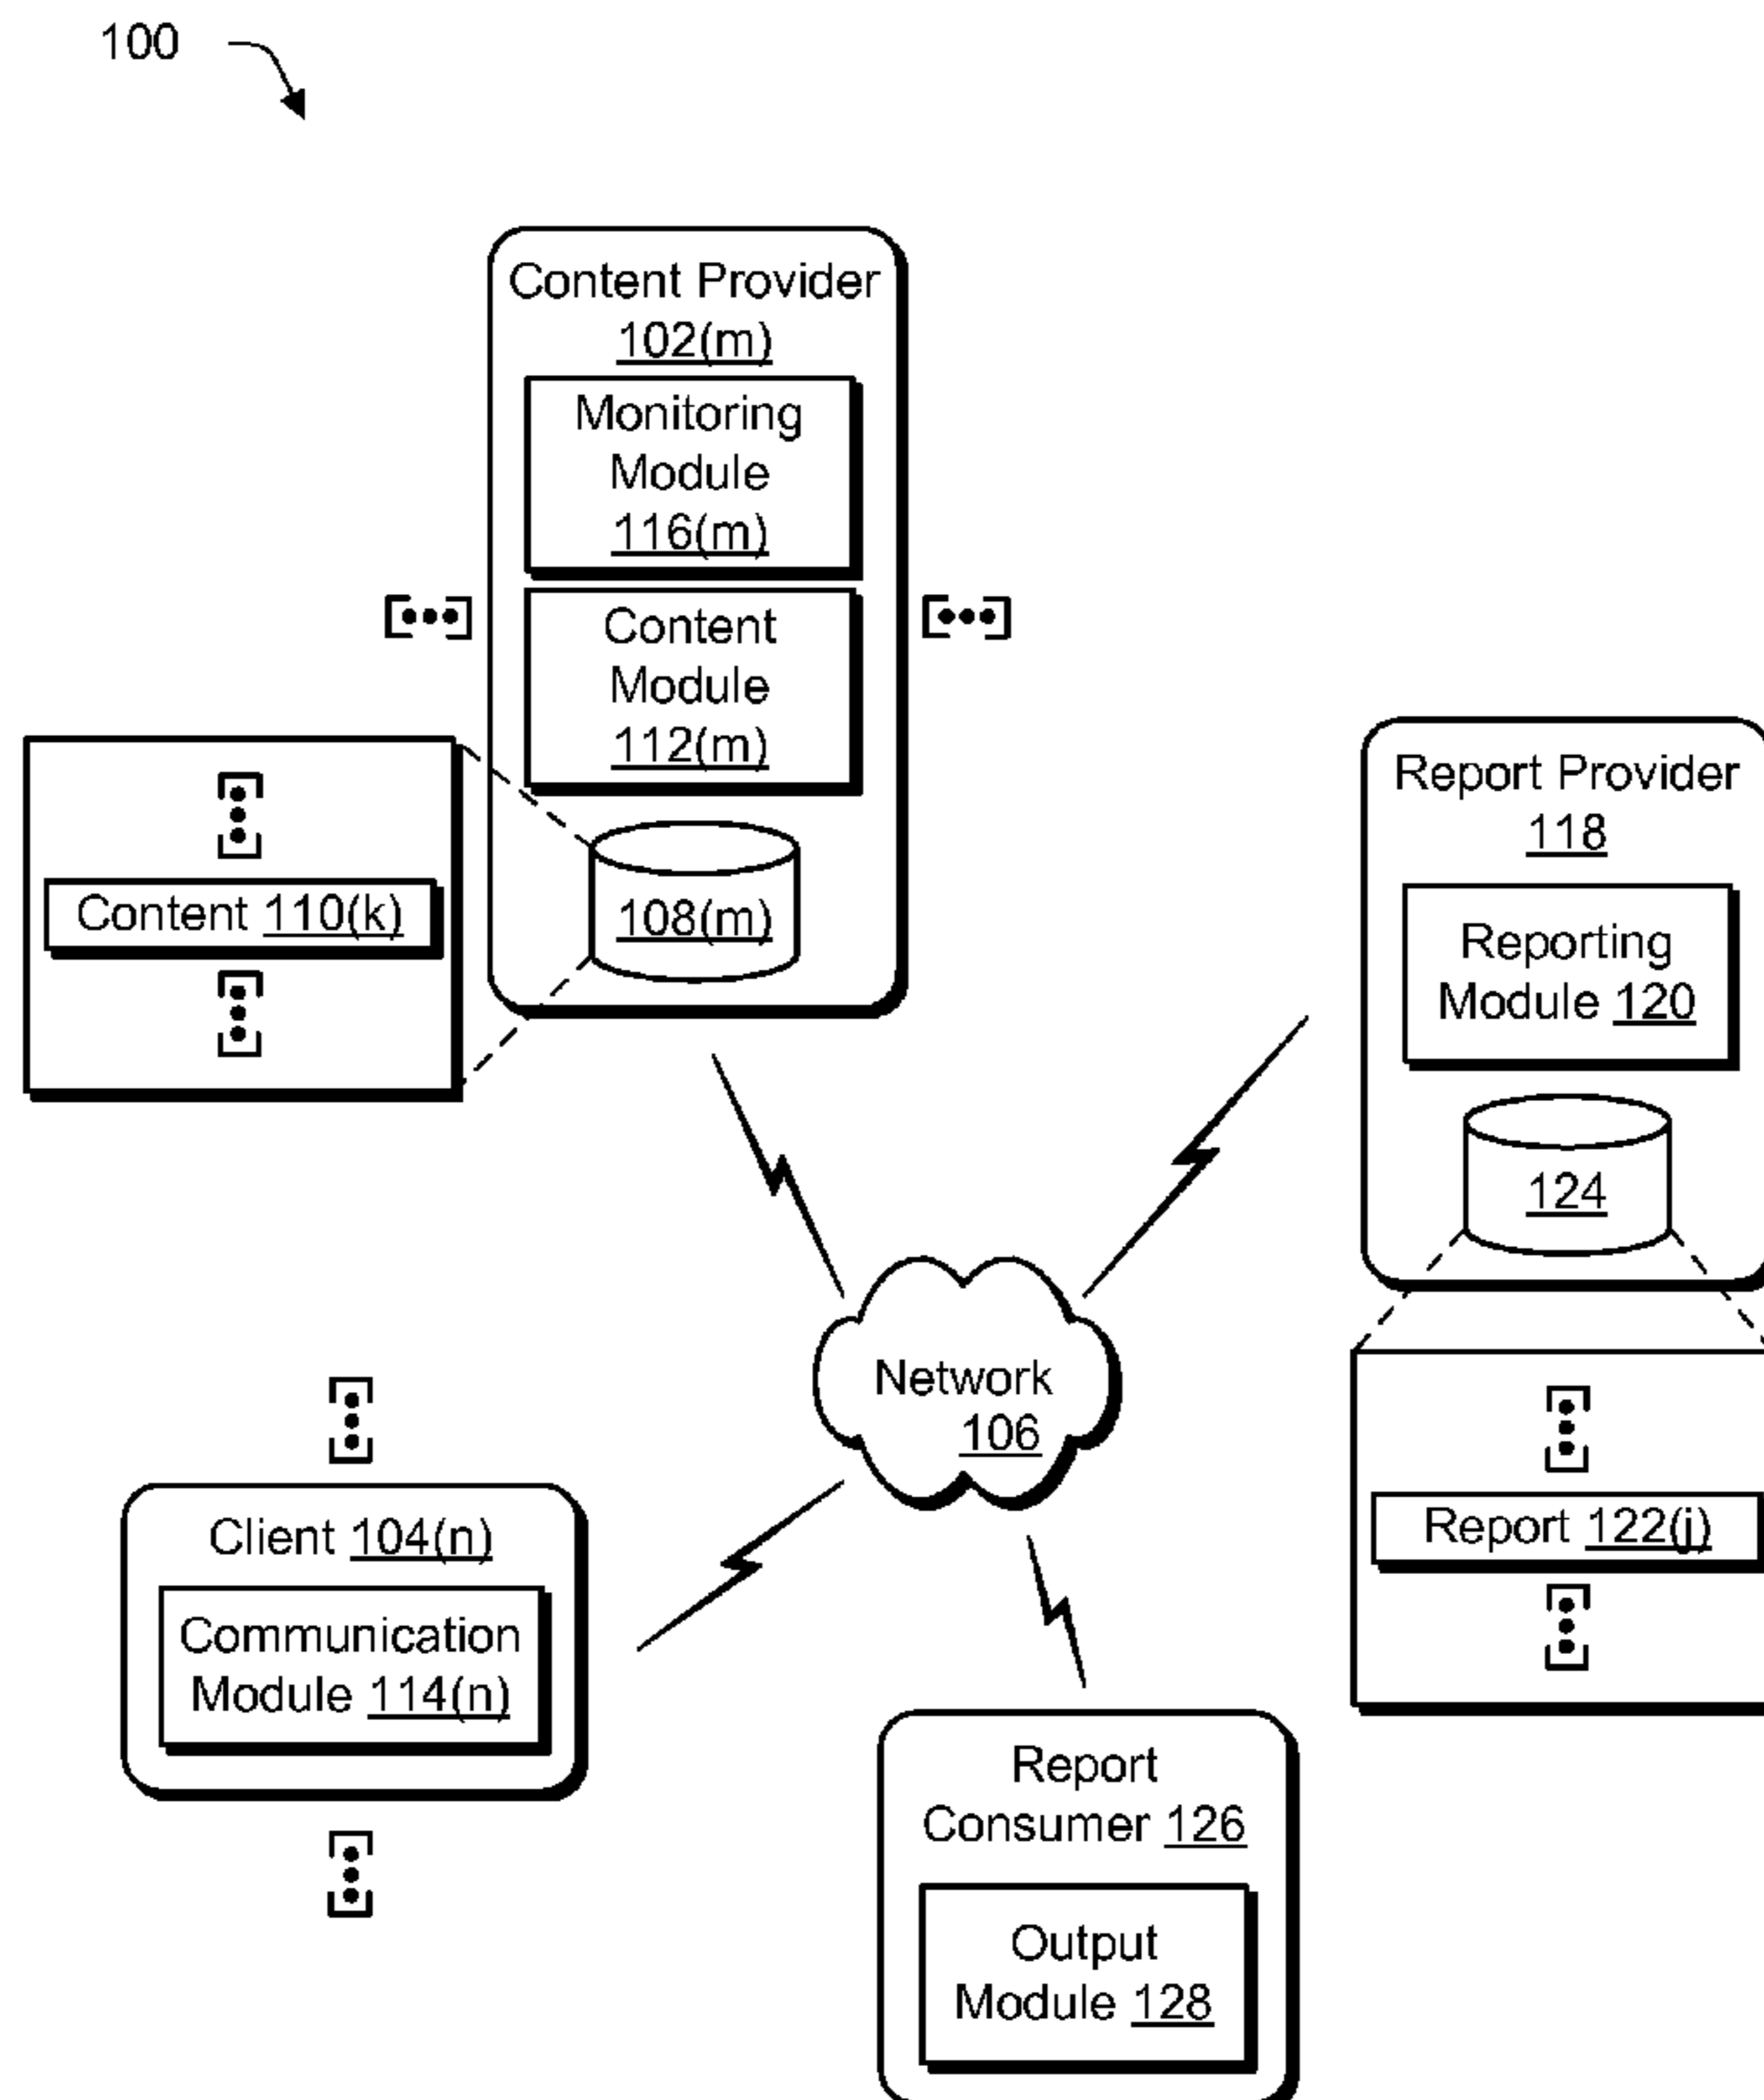 100
Content Provider
102(m)
Monitoring
Module
116(m)
Content
Module
112(m)
108(m)
Content 110(k)
Report Provider
118
Reporting
Module 120
124
Report 122(j)
Network
106
Client 104(n)
Communication
Module 114(n)
Report
Consumer 126
Output
Module 128